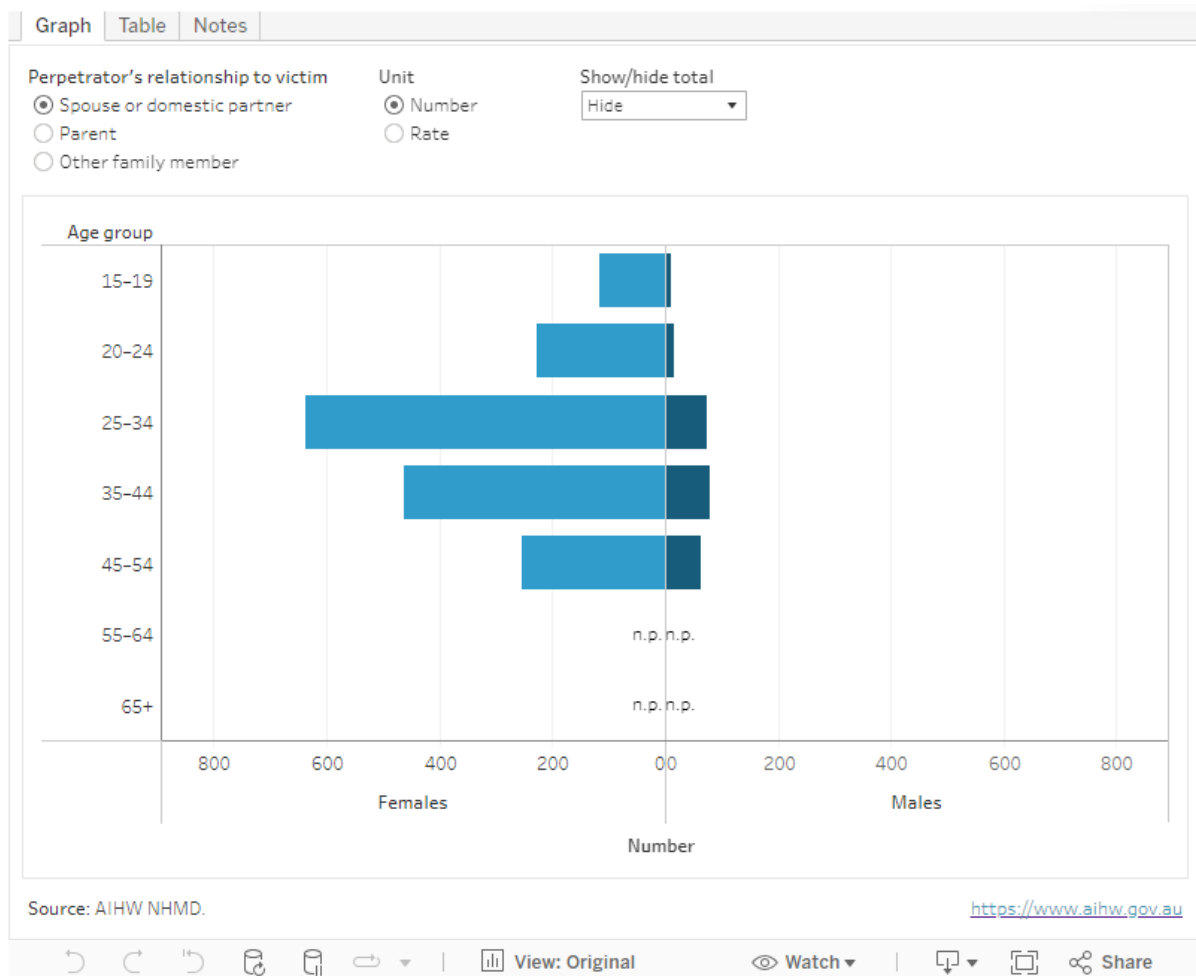 Graph Table Notes
Perpetrator's relationship to victim Unit Show/hide total
Spouse or domestic partner Number Hide
Parent Rate
Other family member
Age group
15–19
20–24
25–34
35–44
45–54
55–64 n.p. n.p.
65+ n.p. n.p.
800 600 400 200 0 0 200 400 600 800
Females Males
Number
Source: AIHW NHMD. https://www.aihw.gov.au
View: Original Watch Share